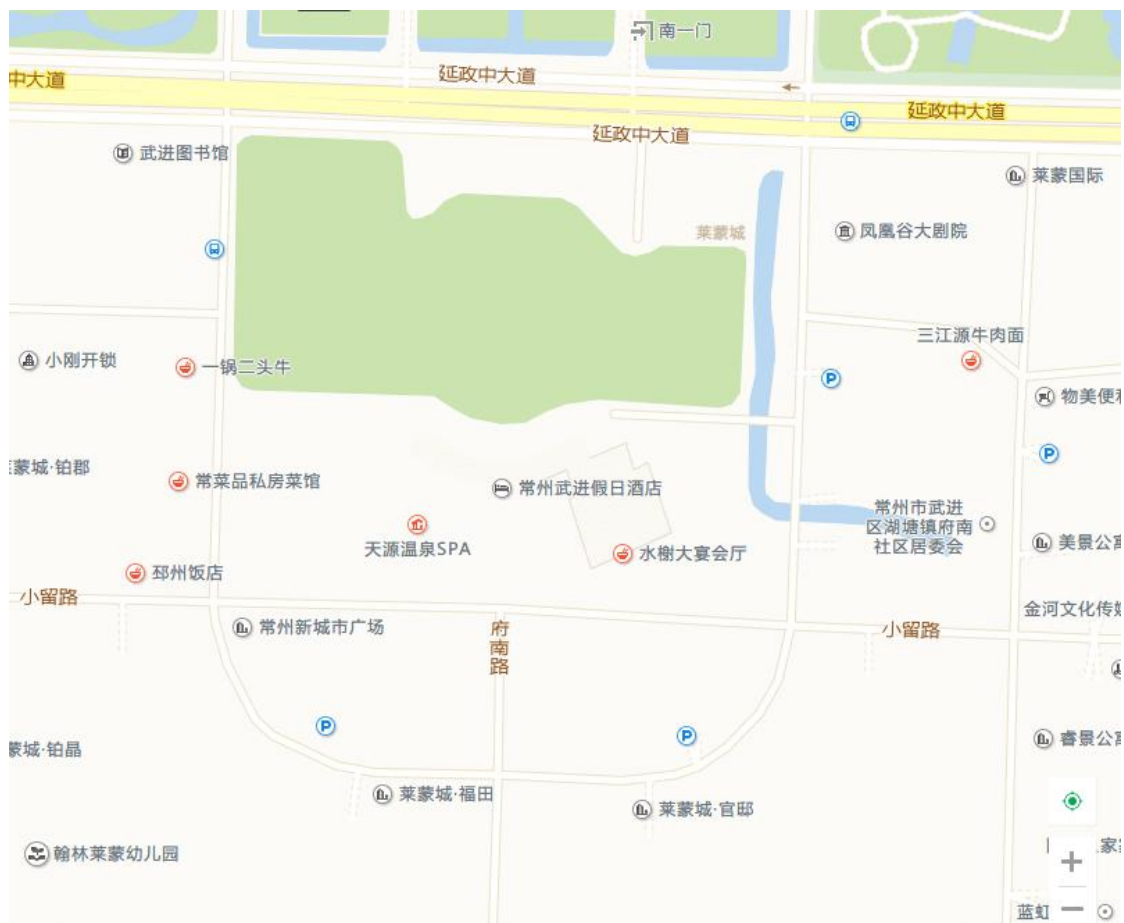 南一门
中大道
延政中大道
延政中大道
延政中大道
武进图书馆
莱蒙国际
莱蒙城
凤凰谷大剧院
三江源牛肉面
小刚开锁
一锅二头牛
物美便利
蒙城·铂郡
常菜品私房菜馆
常州武进假日酒店
常州市武进
区湖塘镇府南
社区居委会
天源温泉SPA
水榭大宴会厅
美景公寓
邳州饭店
小留路
金河文化传媒
常州新城市广场
府南路
小留路
蒙城·铂晶
睿景公寓
莱蒙城·福田
莱蒙城·官邸
翰林莱蒙幼儿园
蓝虹
P
P
P
P